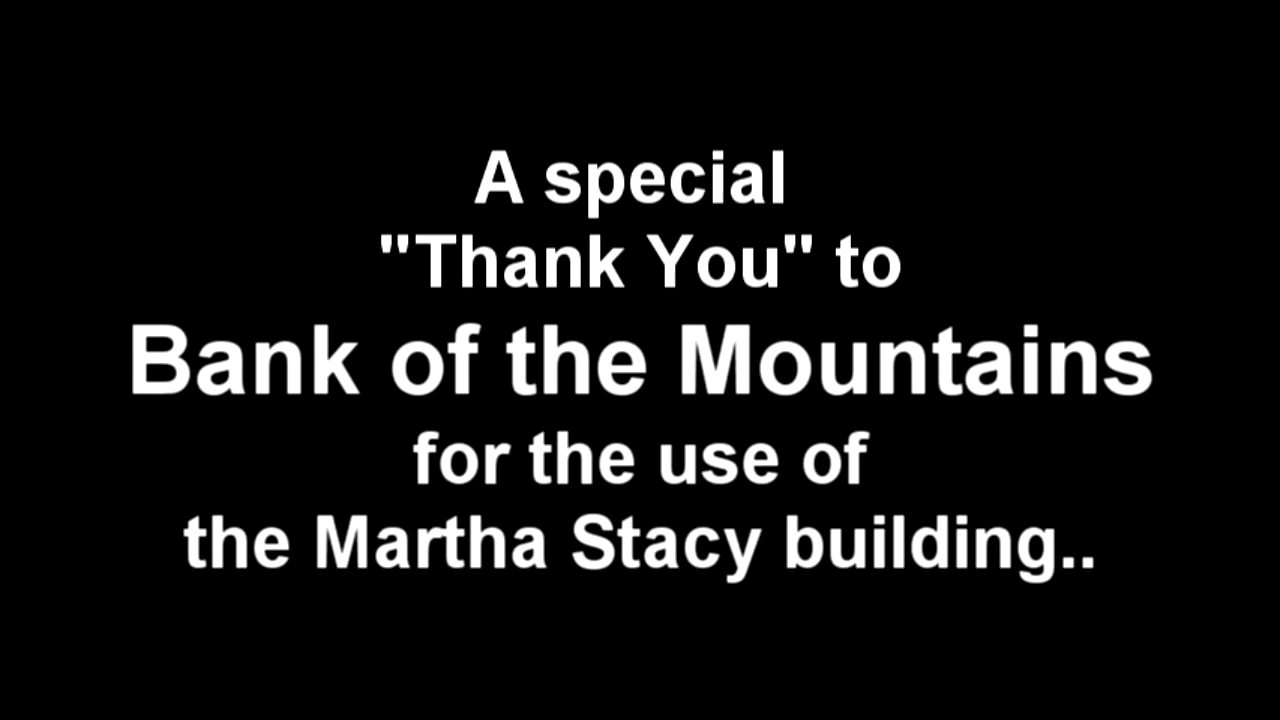 A special
"Thank You" to
Bank of the Mountains
for the use of
the Martha Stacy building..